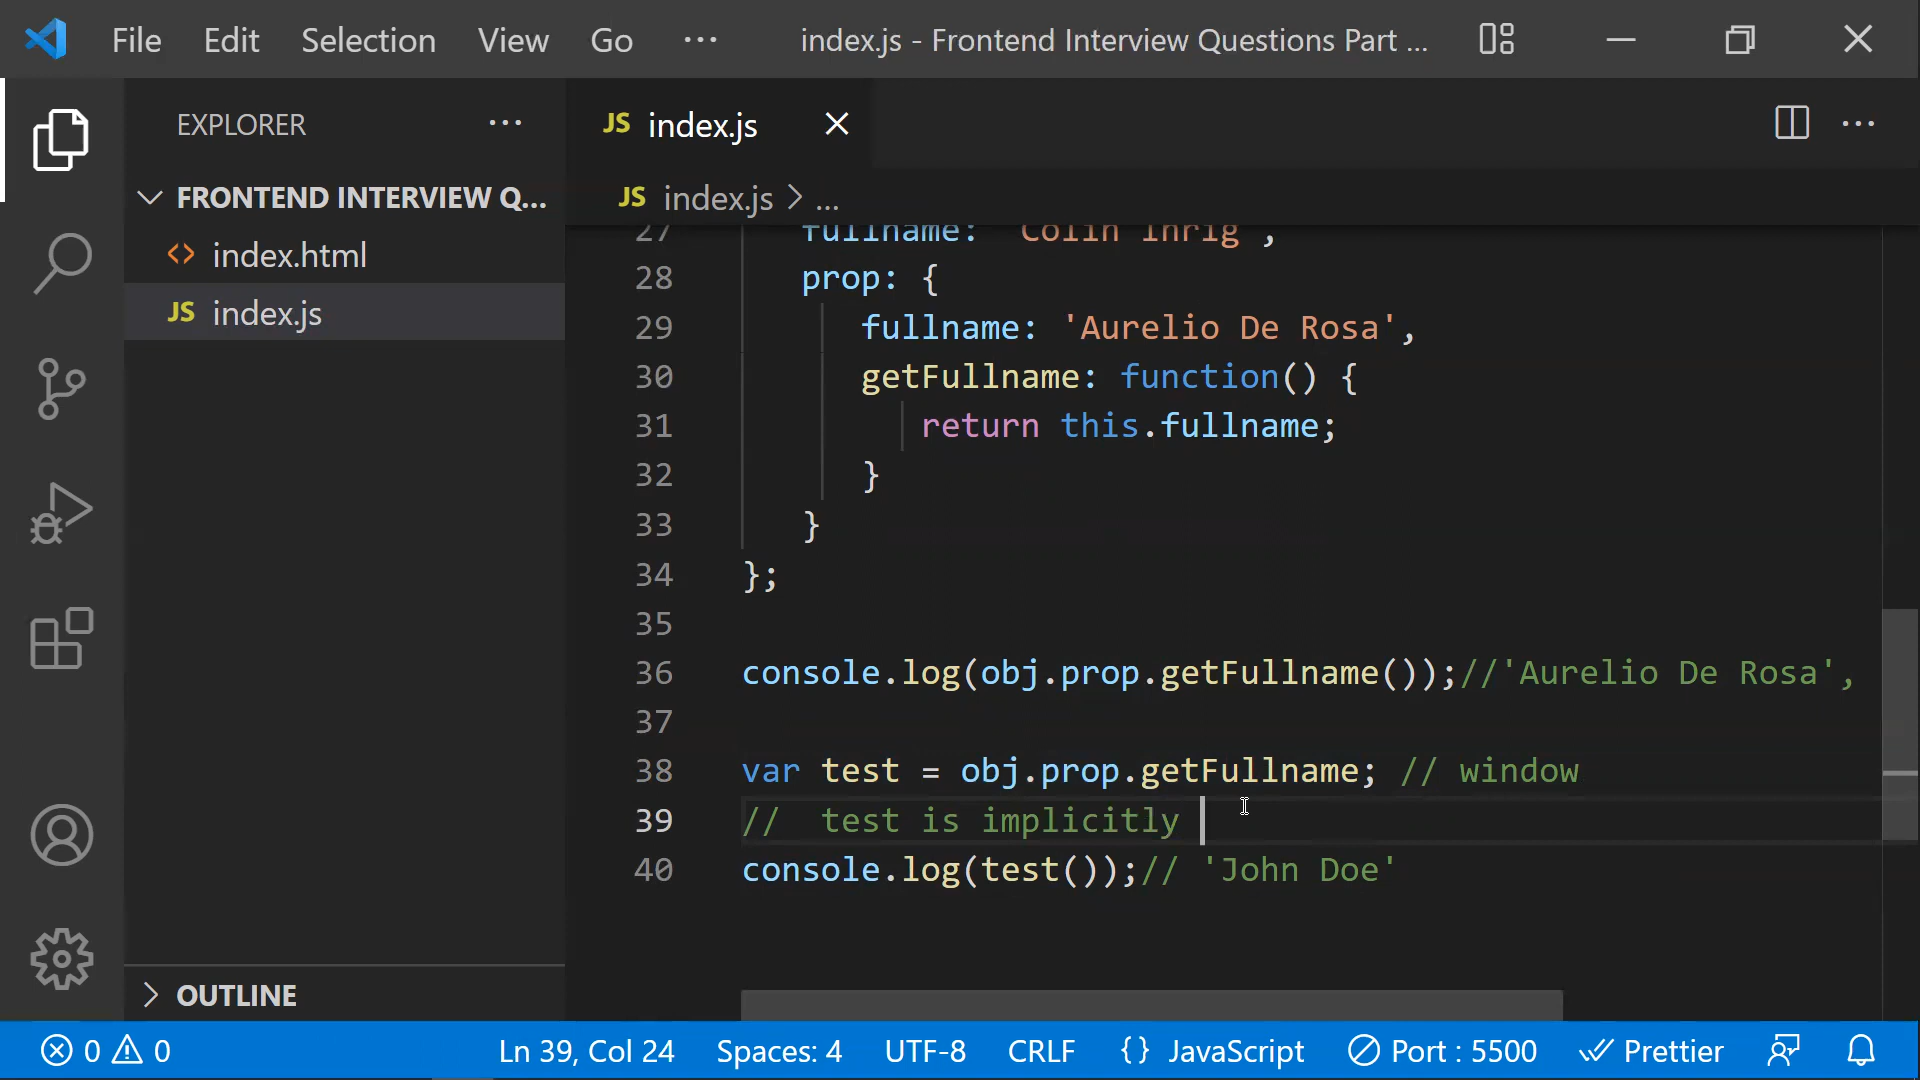 File Edit Selection View Go ... index.js - Frontend Interview Questions Part ...
EXPLORER ...
FRONTEND INTERVIEW Q...
<> index.html
JS index.js
OUTLINE
JS index.js
JS index.js > ...
27 fullname: 'Colin Ihrig',
28 prop: {
29 fullname: 'Aurelio De Rosa',
30 getFullname: function() {
31 return this.fullname;
32 }
33 }
34 };
35
36 console.log(obj.prop.getFullname());//'Aurelio De Rosa',
37
38 var test = obj.prop.getFullname; // window
39 //  test is implicitly
40 console.log(test());// 'John Doe'
0 0 Ln 39, Col 24 Spaces: 4 UTF-8 CRLF {} JavaScript Port : 5500 Prettier